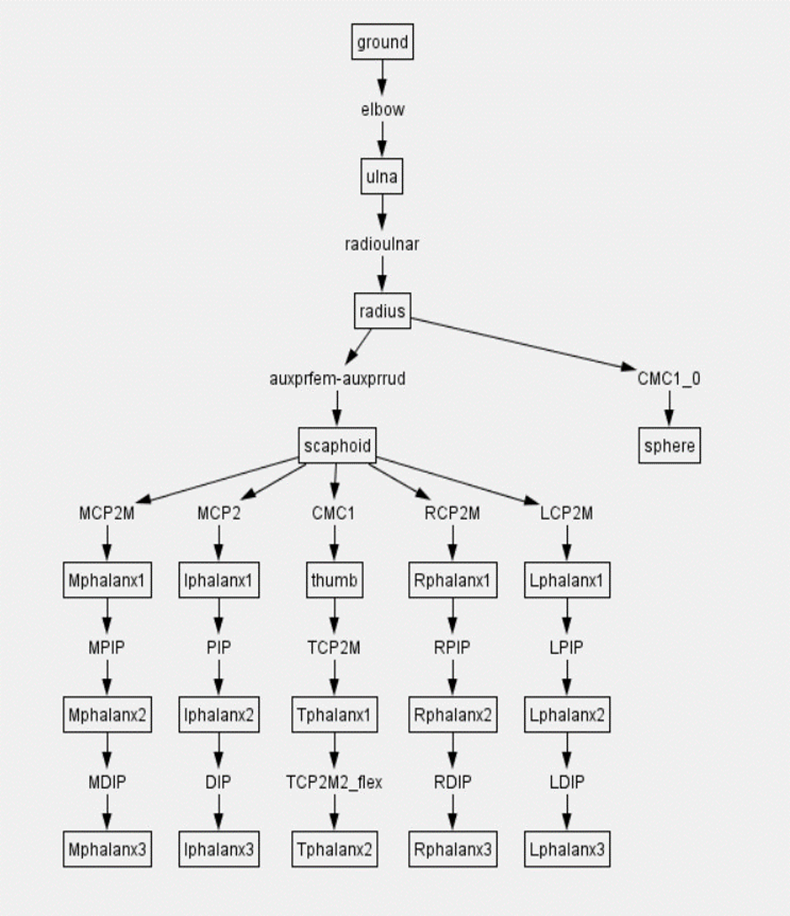 ground
elbow
ulna
radioulnar
radius
auxprfem-auxprrud CMC1_0
scaphoid sphere
MCP2M MCP2 CMC1 RCP2M LCP2M
Mphalanx1 Iphalanx1 thumb Rphalanx1 Lphalanx1
MPIP PIP TCP2M RPIP LPIP
Mphalanx2 Iphalanx2 Tphalanx1 Rphalanx2 Lphalanx2
MDIP DIP TCP2M2_flex RDIP LDIP
Mphalanx3 Iphalanx3 Tphalanx2 Rphalanx3 Lphalanx3